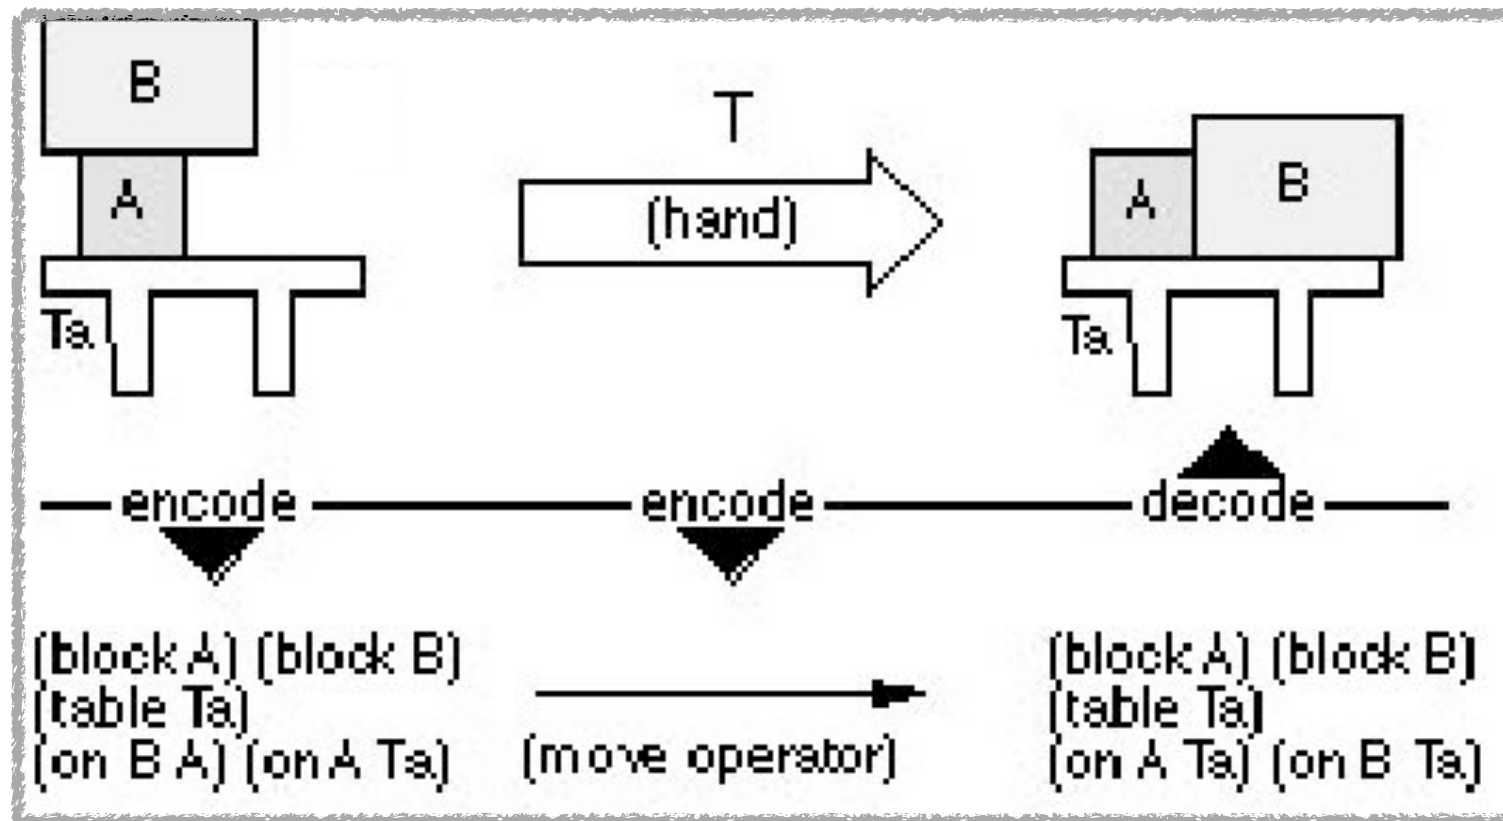 B
A
Ta
T
(hand)
A
B
Ta
encode
encode
decode
(block A) (block B)
(table Ta)
(on B A) (on A Ta)
(move operator)
(block A) (block B)
(table Ta)
(on A Ta) (on B Ta)